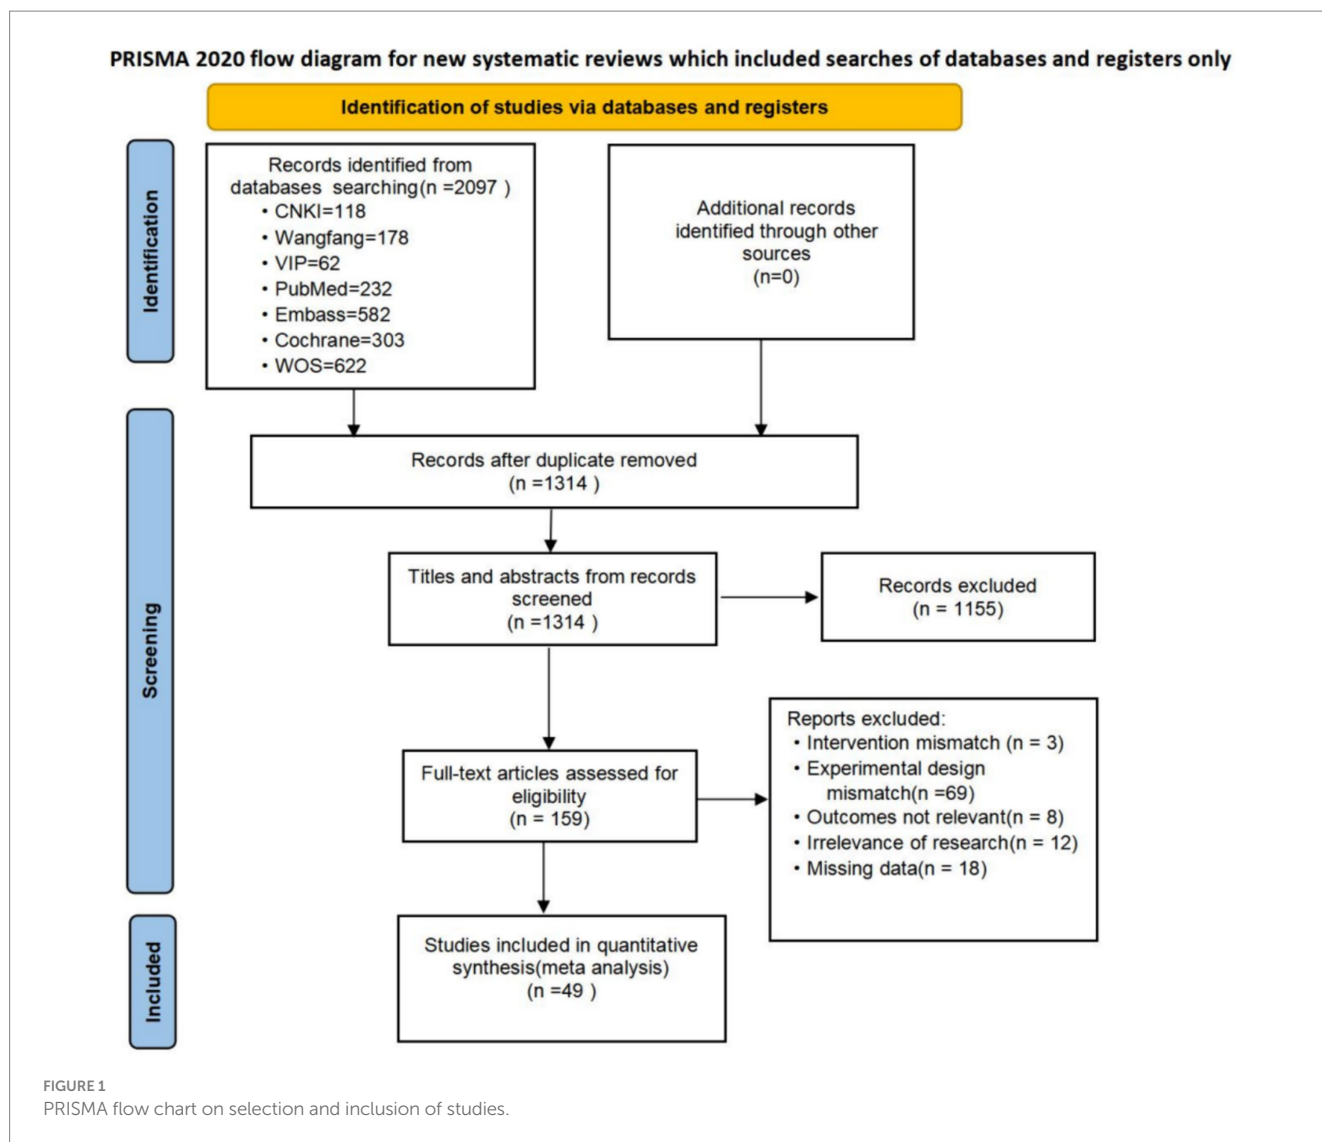 PRISMA 2020 flow diagram for new systematic reviews which included searches of databases and registers only
Identification of studies via databases and registers
Identification
Records identified from
databases searching(n =2097 )
• CNKI=118
• Wangfang=178
• VIP=62
• PubMed=232
• Embass=582
• Cochrane=303
• WOS=622
Additional records
identified through other
sources
(n=0)
Screening
Records after duplicate removed
(n =1314 )
Titles and abstracts from records
screened
(n =1314 )
Records excluded
(n = 1155)
Full-text articles assessed for
eligibility
(n = 159)
Reports excluded:
• Intervention mismatch (n = 3)
• Experimental design
mismatch(n =69)
• Outcomes not relevant(n = 8)
• Irrelevance of research(n = 12)
• Missing data(n = 18)
Included
Studies included in quantitative
synthesis(meta analysis)
(n =49 )
FIGURE 1
PRISMA flow chart on selection and inclusion of studies.